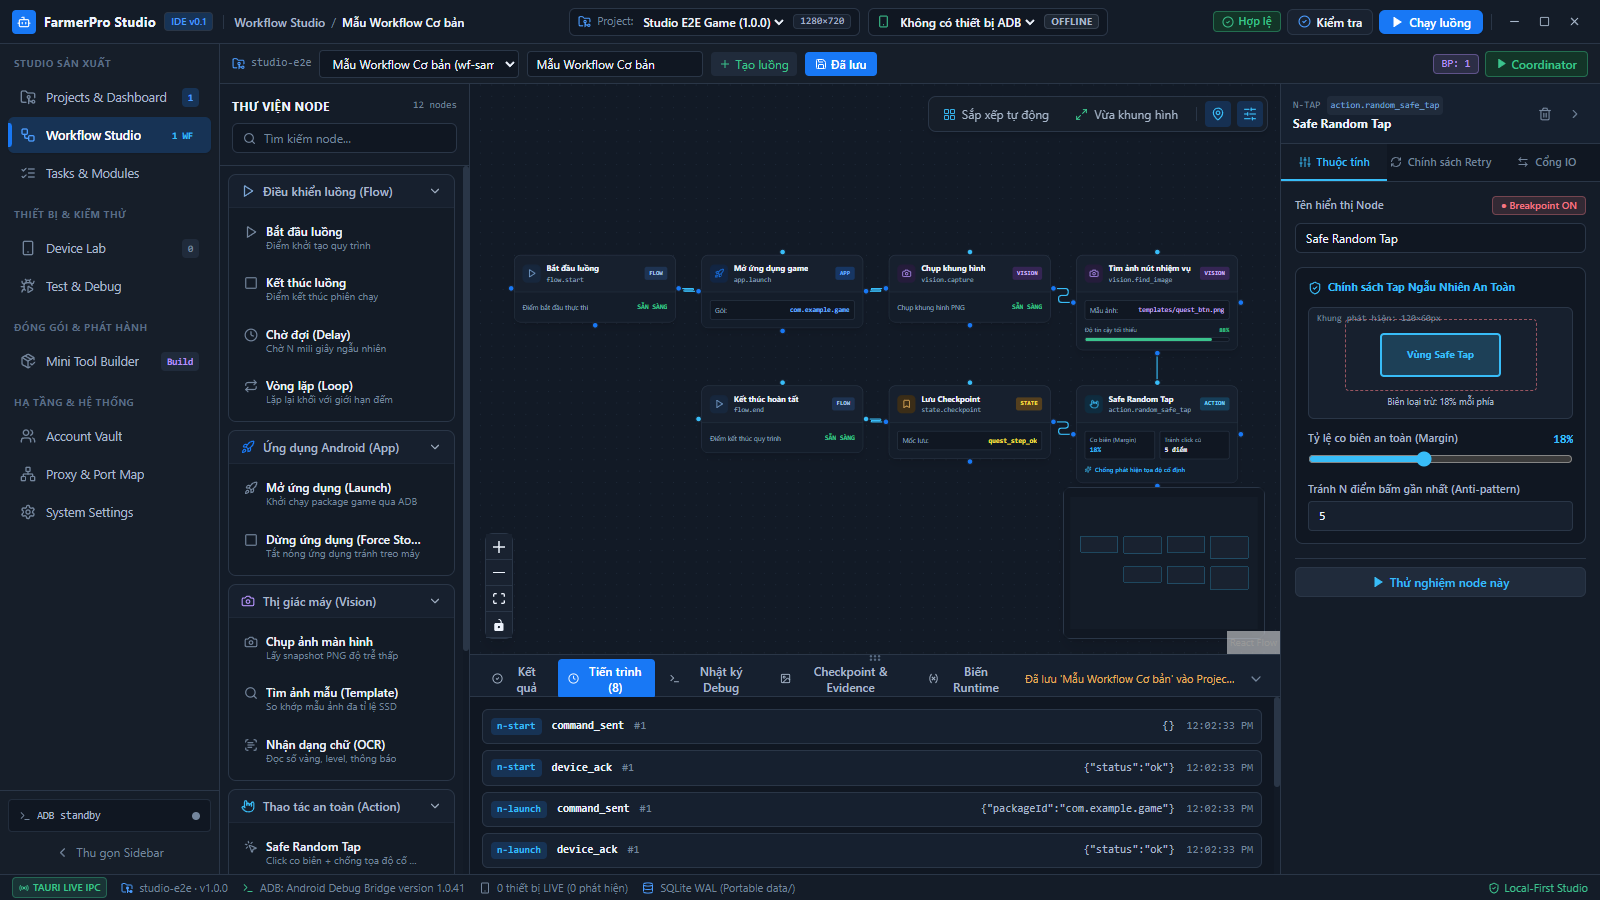 FarmerPro Studio
IDE v0.1
Workflow Studio / Mẫu Workflow Cơ bản
Project: Studio E2E Game (1.0.0)
1280×720
Không có thiết bị ADB
OFFLINE
Hợp lệ
Kiểm tra
Chạy luồng
STUDIO SẢN XUẤT
Projects & Dashboard 1
Workflow Studio 1 WF
Tasks & Modules
THIẾT BỊ & KIỂM THỬ
Device Lab 0
Test & Debug
ĐÓNG GÓI & PHÁT HÀNH
Mini Tool Builder Build
HẠ TẦNG & HỆ THỐNG
Account Vault
Proxy & Port Map
System Settings
ADB standby
Thu gọn Sidebar
studio-e2e
Mẫu Workflow Cơ bản (wf-sam
Mẫu Workflow Cơ bản
+ Tạo luồng
Đã lưu
BP: 1
Coordinator
THƯ VIỆN NODE
12 nodes
Tìm kiếm node...
Điều khiển luồng (Flow)
Bắt đầu luồng
Điểm khởi tạo quy trình
Kết thúc luồng
Điểm kết thúc phiên chạy
Chờ đợi (Delay)
Chờ N mili giây ngẫu nhiên
Vòng lặp (Loop)
Lặp lại khối với giới hạn đếm
Ứng dụng Android (App)
Mở ứng dụng (Launch)
Khởi chạy package game qua ADB
Dừng ứng dụng (Force Sto...
Tắt nóng ứng dụng tránh treo máy
Thị giác máy (Vision)
Chụp ảnh màn hình
Lấy snapshot PNG độ trễ thấp
Tìm ảnh mẫu (Template)
So khớp mẫu ảnh đa tỉ lệ SSD
Nhận dạng chữ (OCR)
Đọc số vàng, level, thông báo
Thao tác an toàn (Action)
Safe Random Tap
Click co biên + chống tọa độ cố ...
Sắp xếp tự động
Vừa khung hình
Bắt đầu luồng
flow.start
FLOW
Điểm bắt đầu thực thi
SẴN SÀNG
Mở ứng dụng game
app.launch
APP
Gói: com.example.game
Chụp khung hình
vision.capture
VISION
Chụp khung hình PNG
SẴN SÀNG
Tìm ảnh nút nhiệm vụ
vision.find_image
VISION
Mẫu ảnh: templates/quest_btn.png
Độ tin cậy tối thiểu 88%
Kết thúc hoàn tất
flow.end
FLOW
Điểm kết thúc quy trình
SẴN SÀNG
Lưu Checkpoint
state.checkpoint
STATE
Mốc lưu: quest_step_ok
Safe Random Tap
action.random_safe_tap
ACTION
Co biên (Margin)
18%
Tránh click cũ
5 điểm
Chống phát hiện tọa độ cố định
Kết quả
Tiến trình (8)
Nhật ký Debug
Checkpoint & Evidence
Biến Runtime
Đã lưu 'Mẫu Workflow Cơ bản' vào Projec...
n-start command_sent #1 {} 12:02:33 PM
n-start device_ack #1 {"status":"ok"} 12:02:33 PM
n-launch command_sent #1 {"packageId":"com.example.game"} 12:02:33 PM
n-launch device_ack #1 {"status":"ok"} 12:02:33 PM
N-TAP action.random_safe_tap
Safe Random Tap
Thuộc tính
Chính sách Retry
Cổng IO
Tên hiển thị Node
Breakpoint ON
Safe Random Tap
Chính sách Tap Ngẫu Nhiên An Toàn
Khung phát hiện: 120×60px
Vùng Safe Tap
Biên loại trừ: 18% mỗi phía
Tỷ lệ co biên an toàn (Margin) 18%
Tránh N điểm bấm gần nhất (Anti-pattern)
5
Thử nghiệm node này
TAURI LIVE IPC
studio-e2e · v1.0.0
ADB: Android Debug Bridge version 1.0.41
0 thiết bị LIVE (0 phát hiện)
SQLite WAL (Portable data/)
Local-First Studio